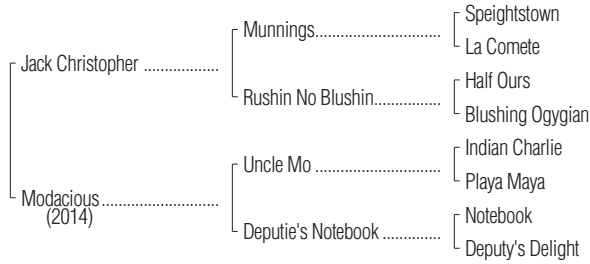 Speightstown
Munnings
La Comete
Jack Christopher
Half Ours
Rushin No Blushin
Blushing Ogygian
Indian Charlie
Uncle Mo
Playa Maya
Modacious
(2014)
Notebook
Deputie's Notebook
Deputy's Delight